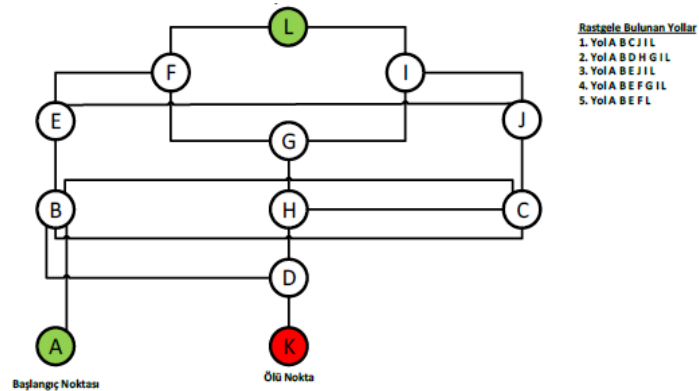 L
Rastgele Bulunan Yollar
1. Yol A B C J I L
2. Yol A B D H G I L
3. Yol A B E J I L
4. Yol A B E F G I L
5. Yol A B E F L
F
I
E
J
G
B
H
C
D
A
K
Başlangıç Noktası
Ölü Nokta